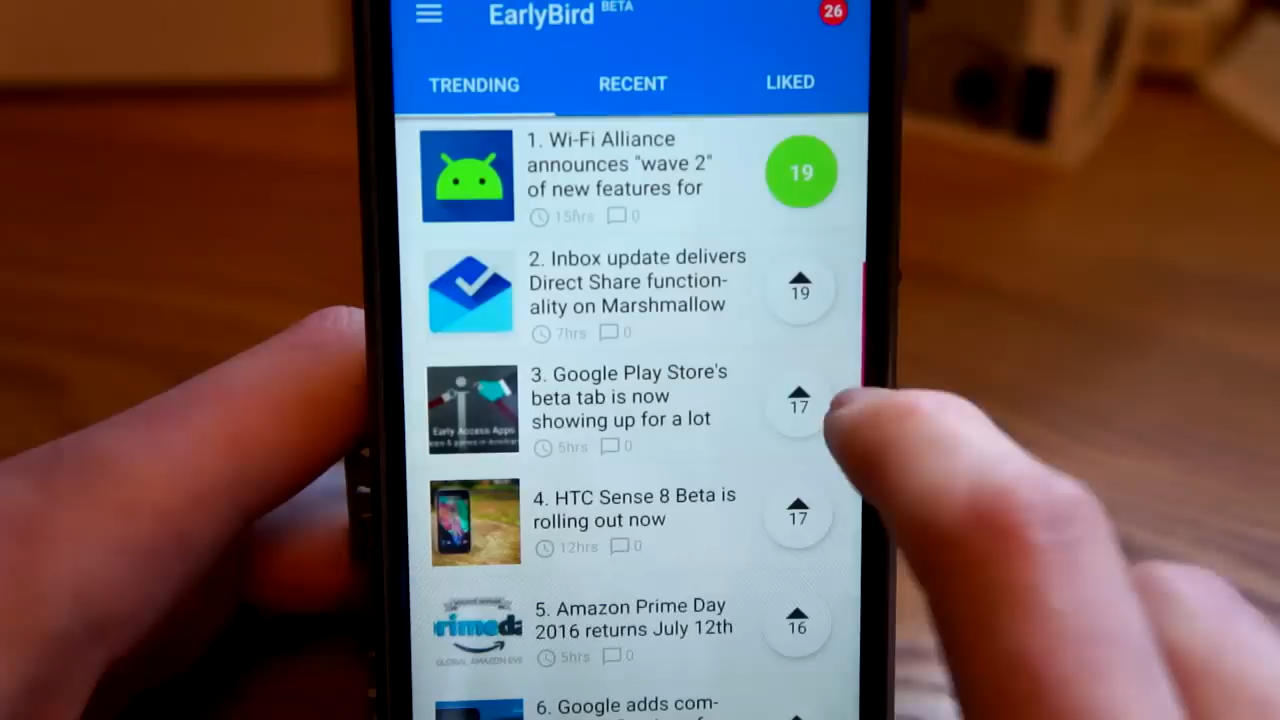 EarlyBird BETA
26
TRENDING
RECENT
LIKED
1. Wi-Fi Alliance
announces "wave 2"
of new features for
15hrs 0
19
2. Inbox update delivers
Direct Share function-
ality on Marshmallow
7hrs 0
19
Early Access Apps
3. Google Play Store's
beta tab is now
showing up for a lot
5hrs 0
17
4. HTC Sense 8 Beta is
rolling out now
12hrs 0
17
rimeda
GLOBAL AMAZON EVE
5. Amazon Prime Day
2016 returns July 12th
5hrs 0
16
6. Google adds com-